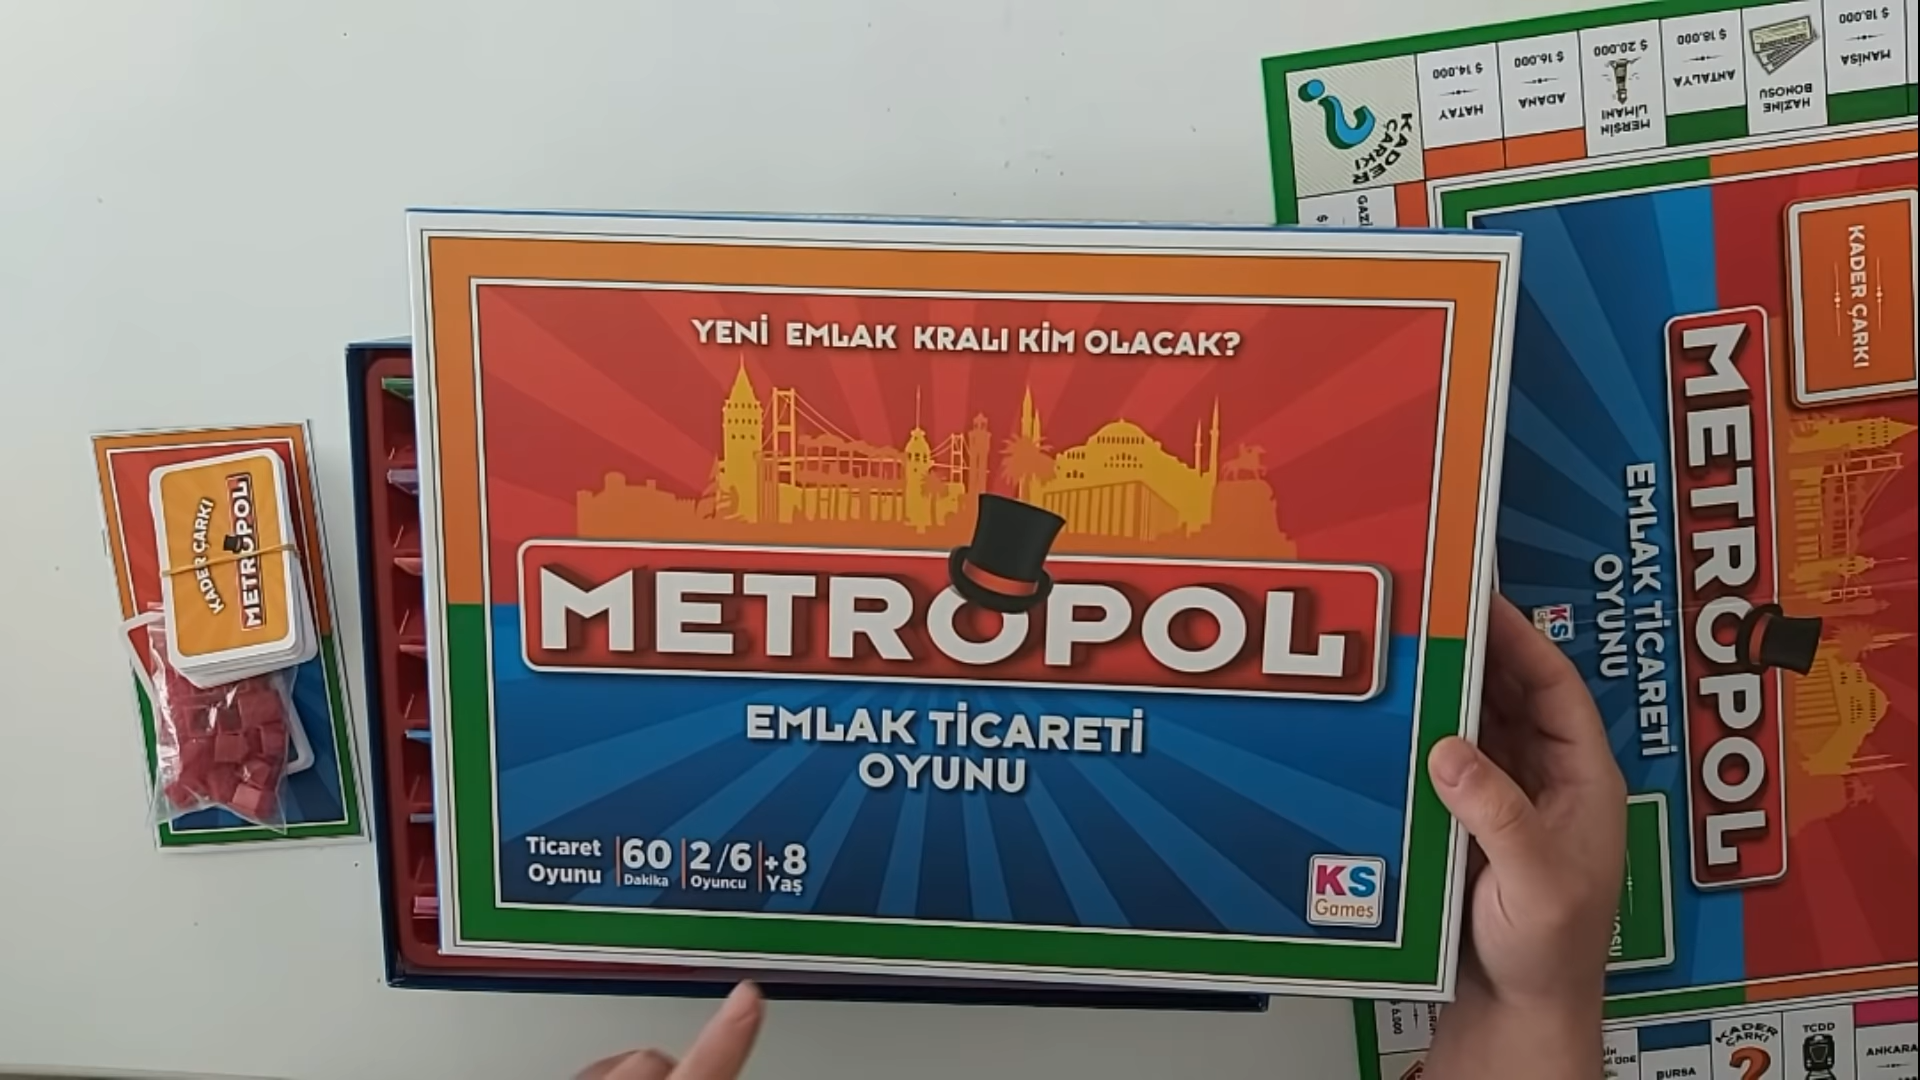 YENİ EMLAK KRALI KİM OLACAK?
METROPOL
EMLAK TİCARETİ
OYUNU
Ticaret
Oyunu
60
Dakika
2/6
Oyuncu
+8
Yaş
KS
Games
KADER ÇARKI
METROPOL
KADER
ÇARKI
HATAY
$ 14.000
ADANA
$ 16.000
MERSİN
LİMANI
$ 20.000
ANTALYA
$ 18.000
HAZİNE
BONOSU
MANİSA
$ 18.000
KADER ÇARKI
METROPOL
EMLAK TİCARETİ
OYUNU
KS
BURSA
KADER
ÇARKI
TCDD
ANKARA